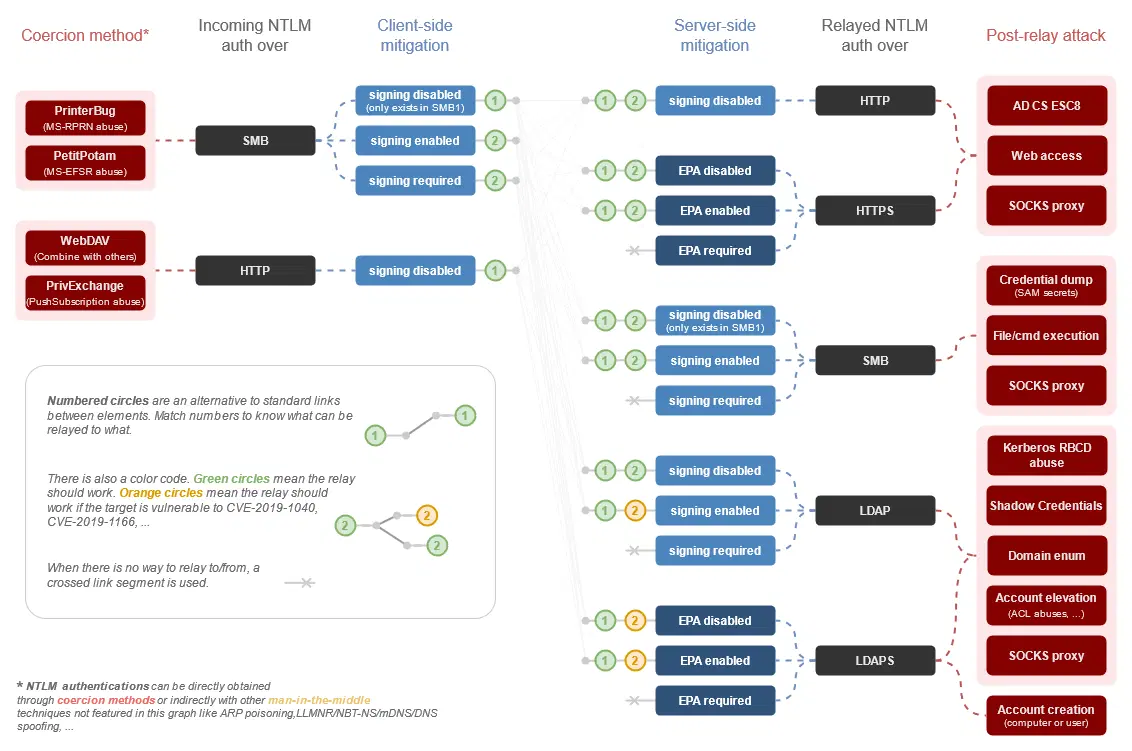 Coercion method*
Incoming NTLM
auth over
Client-side
mitigation
Server-side
mitigation
Relayed NTLM
auth over
Post-relay attack
PrinterBug
(MS-RPRN abuse)
PetitPotam
(MS-EFSR abuse)
SMB
signing disabled
(only exists in SMB1)
1
signing enabled
2
signing required
2
WebDAV
(Combine with others)
PrivExchange
(PushSubscription abuse)
HTTP
signing disabled
1
1 2 signing disabled
HTTP
1 2 EPA disabled
1 2 EPA enabled
EPA required
HTTPS
AD CS ESC8
Web access
SOCKS proxy
1 2 signing disabled
(only exists in SMB1)
1 2 signing enabled
signing required
SMB
Credential dump
(SAM secrets)
File/cmd execution
SOCKS proxy
1 2 signing disabled
1 2 signing enabled
signing required
LDAP
1 2 EPA disabled
1 2 EPA enabled
EPA required
LDAPS
Kerberos RBCD
abuse
Shadow Credentials
Domain enum
Account elevation
(ACL abuses, ...)
SOCKS proxy
Account creation
(computer or user)
Numbered circles are an alternative to standard links
between elements. Match numbers to know what can be
relayed to what.
1
1
There is also a color code. Green circles mean the relay
should work. Orange circles mean the relay should
work if the target is vulnerable to CVE-2019-1040,
CVE-2019-1166, ...
2
2
2
When there is no way to relay to/from, a
crossed link segment is used.
* NTLM authentications can be directly obtained
through coercion methods or indirectly with other man-in-the-middle
techniques not featured in this graph like ARP poisoning,LLMNR/NBT-NS/mDNS/DNS
spoofing, ...